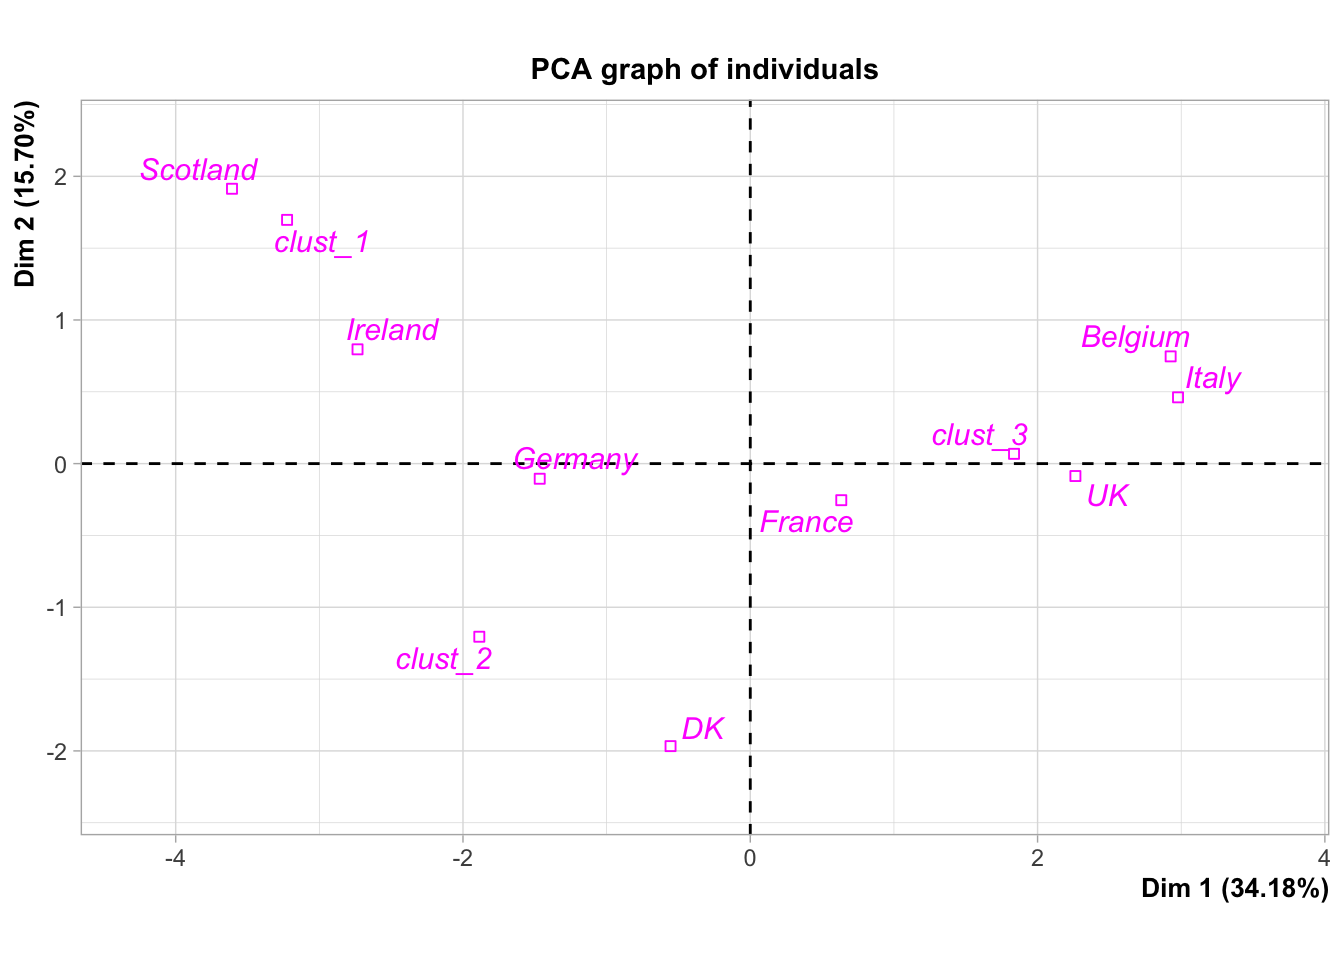 PCA graph of individuals
Dim 2 (15.70%)
2
1
0
-1
-2
Scotland
clust_1
Ireland
Belgium
Italy
clust_3
Germany
UK
France
clust_2
DK
-4
-2
0
2
4
Dim 1 (34.18%)